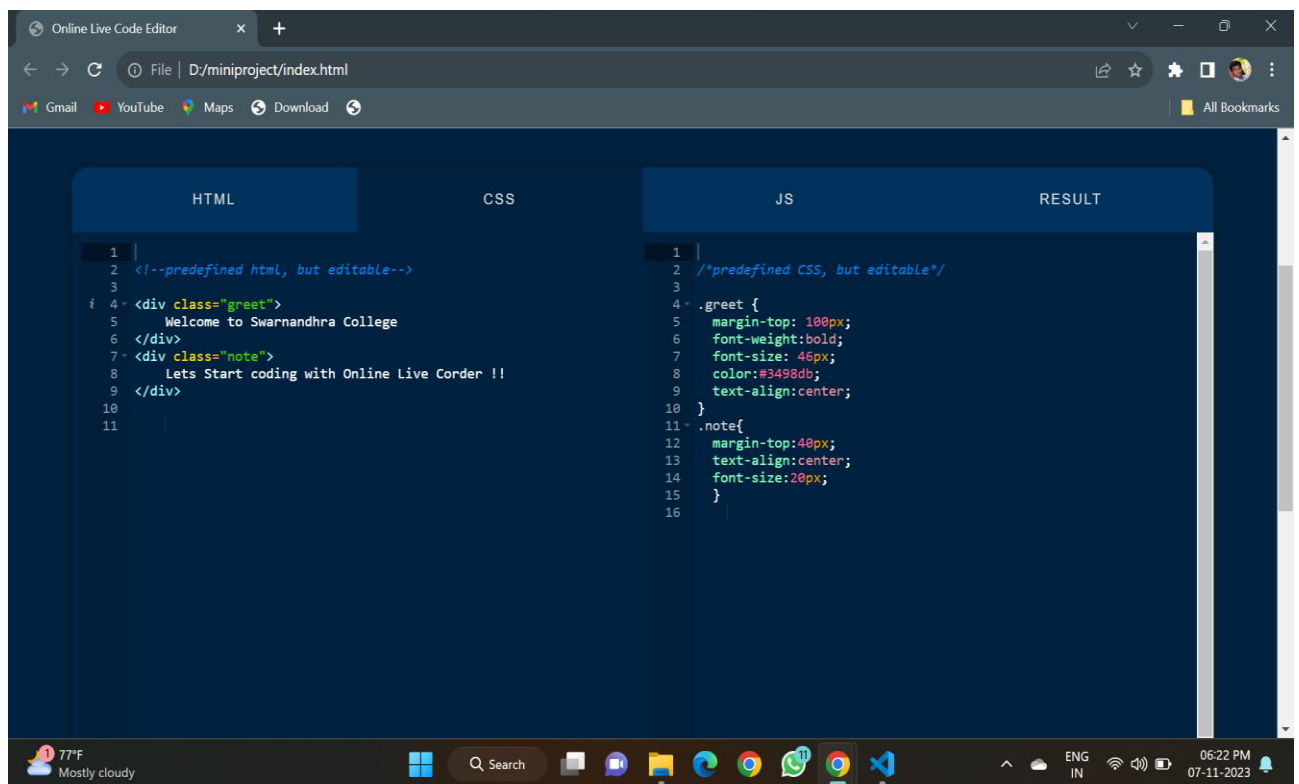 Online Live Code Editor
File | D:/miniproject/index.html
Gmail YouTube Maps Download All Bookmarks
HTML CSS JS RESULT
1
2 <!--predefined html, but editable-->
3
i 4 <div class="greet">
5 Welcome to Swarnandhra College
6 </div>
7 <div class="note">
8 Lets Start coding with Online Live Corder !!
9 </div>
10
11
1
2 /*predefined CSS, but editable*/
3
4 .greet {
5 margin-top: 100px;
6 font-weight:bold;
7 font-size: 46px;
8 color:#3498db;
9 text-align:center;
10 }
11 .note{
12 margin-top:40px;
13 text-align:center;
14 font-size:20px;
15 }
16
1 77°F
Mostly cloudy
Search
11
ENG
IN
06:22 PM
07-11-2023